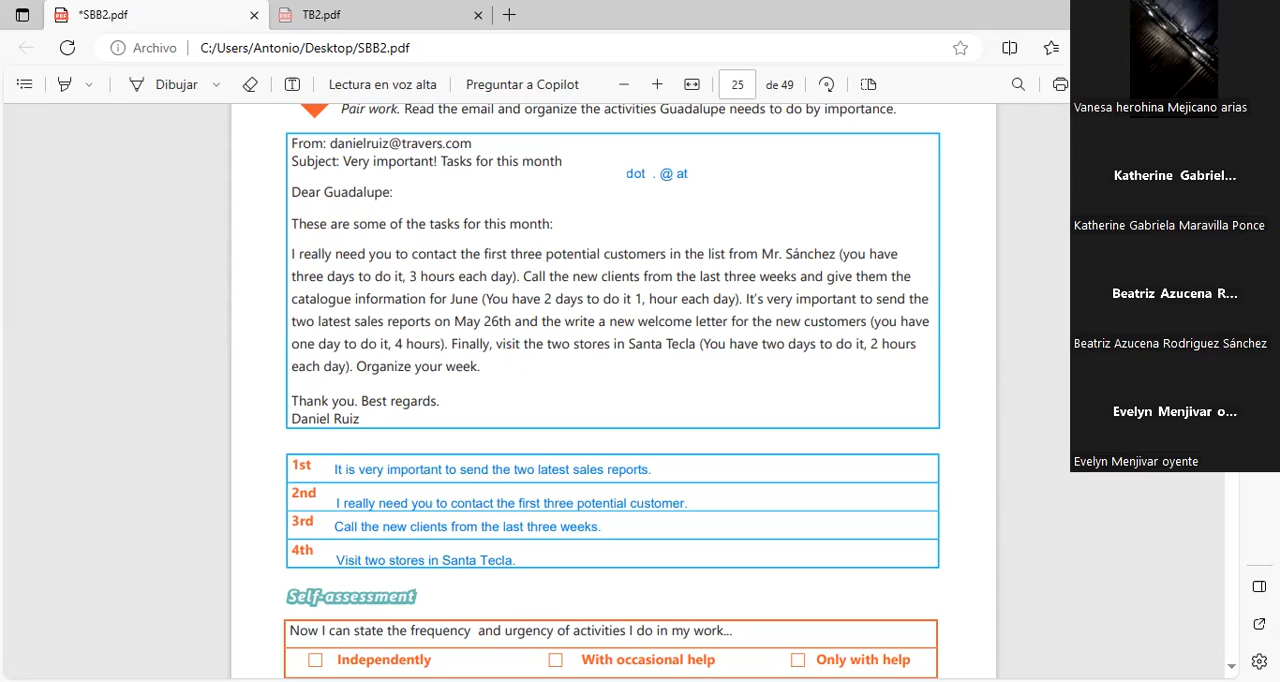 *SBB2.pdf
TB2.pdf
Archivo
C:/Users/Antonio/Desktop/SBB2.pdf
Dibujar
Lectura en voz alta
Preguntar a Copilot
25
de 49
Pair work. Read the email and organize the activities Guadalupe needs to do by importance.
From: danielruiz@travers.com
Subject: Very important! Tasks for this month
dot . @ at
Dear Guadalupe:
These are some of the tasks for this month:
I really need you to contact the first three potential customers in the list from Mr. Sánchez (you have
three days to do it, 3 hours each day). Call the new clients from the last three weeks and give them the
catalogue information for June (You have 2 days to do it 1, hour each day). It's very important to send the
two latest sales reports on May 26th and the write a new welcome letter for the new customers (you have
one day to do it, 4 hours). Finally, visit the two stores in Santa Tecla (You have two days to do it, 2 hours
each day). Organize your week.
Thank you. Best regards.
Daniel Ruiz
1st It is very important to send the two latest sales reports.
2nd I really need you to contact the first three potential customer.
3rd Call the new clients from the last three weeks.
4th Visit two stores in Santa Tecla.
Self-assessment
Now I can state the frequency and urgency of activities I do in my work...
Independently With occasional help Only with help
Vanesa herohina Mejicano arias
Katherine Gabriel...
Katherine Gabriela Maravilla Ponce
Beatriz Azucena R...
Beatriz Azucena Rodriguez Sánchez
Evelyn Menjivar o...
Evelyn Menjivar oyente